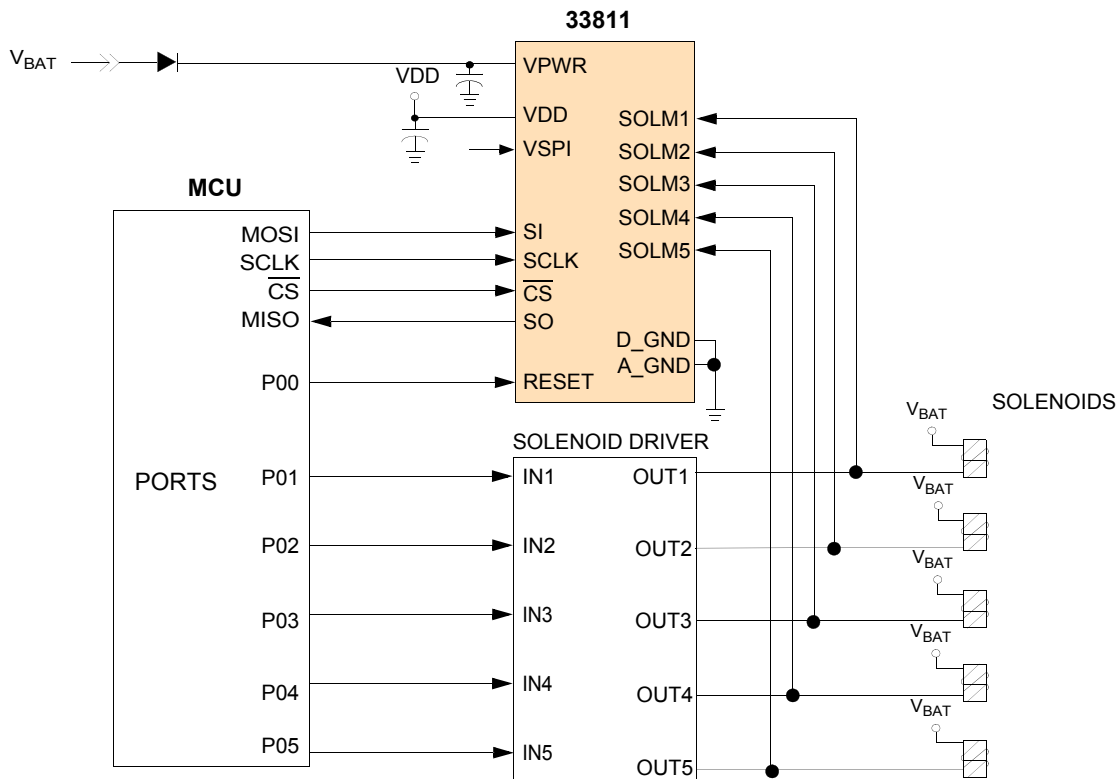 33811
VBAT
VPWR
VDD
VDD
VSPI
SOLM1
SOLM2
SOLM3
SOLM4
SOLM5
MCU
MOSI
SCLK
CS
MISO
SI
SCLK
CS
SO
D_GND
A_GND
P00
RESET
SOLENOIDS
VBAT
SOLENOID DRIVER
PORTS
P01
IN1
OUT1
VBAT
P02
IN2
OUT2
VBAT
P03
IN3
OUT3
VBAT
P04
IN4
OUT4
VBAT
P05
IN5
OUT5